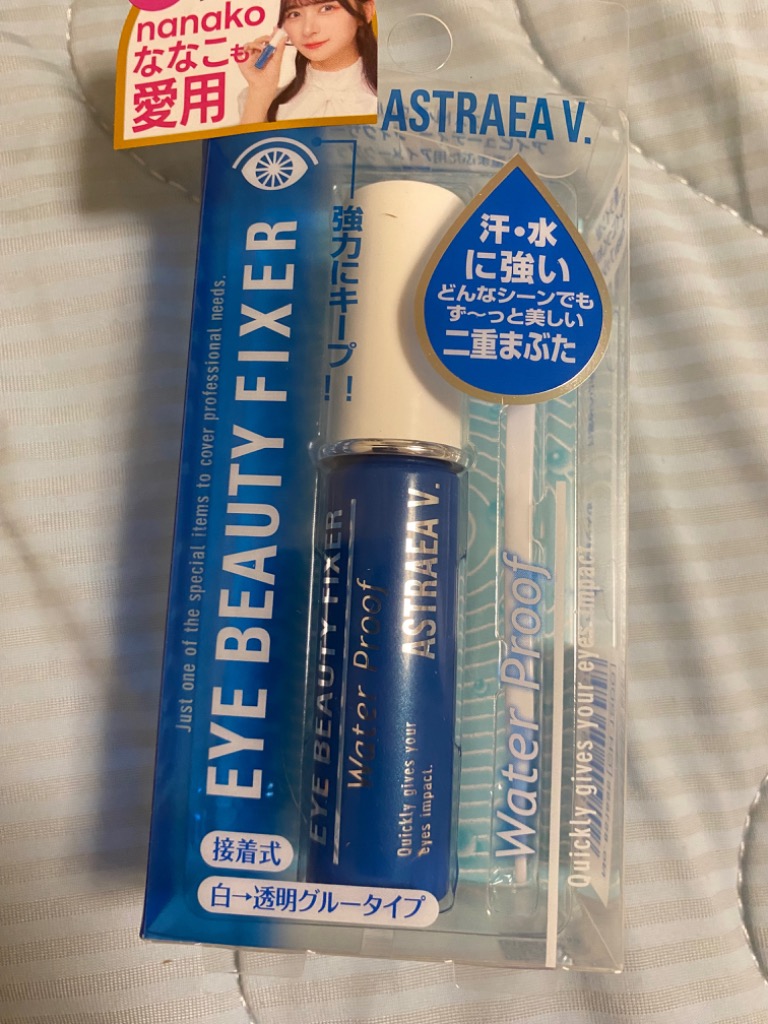 nanako
ななこも
愛用
ASTRAEA V.
強力にキープ!!
汗・水
に強い
どんなシーンでも
ず〜っと美しい
二重まぶた
Just one of the special items to cover professional needs.
EYE BEAUTY FIXER
EYE BEAUTY FIXER
Water Proof
ASTRAEA V.
Quickly gives your
eyes impact.
Water Proof
Quickly gives your eyes impact.
接着式
白→透明グルータイプ